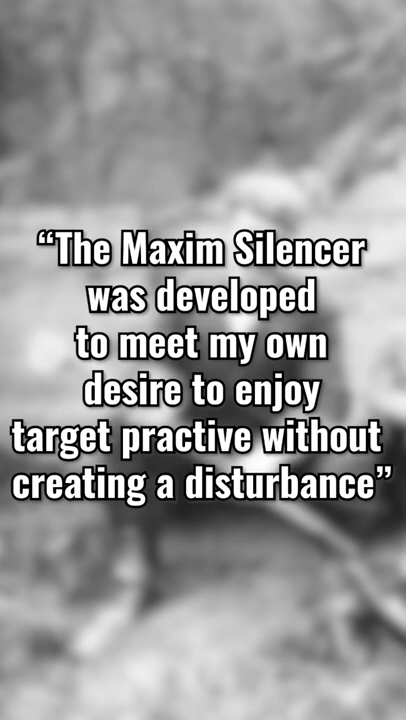 “The Maxim Silencer
was developed
to meet my own
desire to enjoy
target practive without
creating a disturbance”